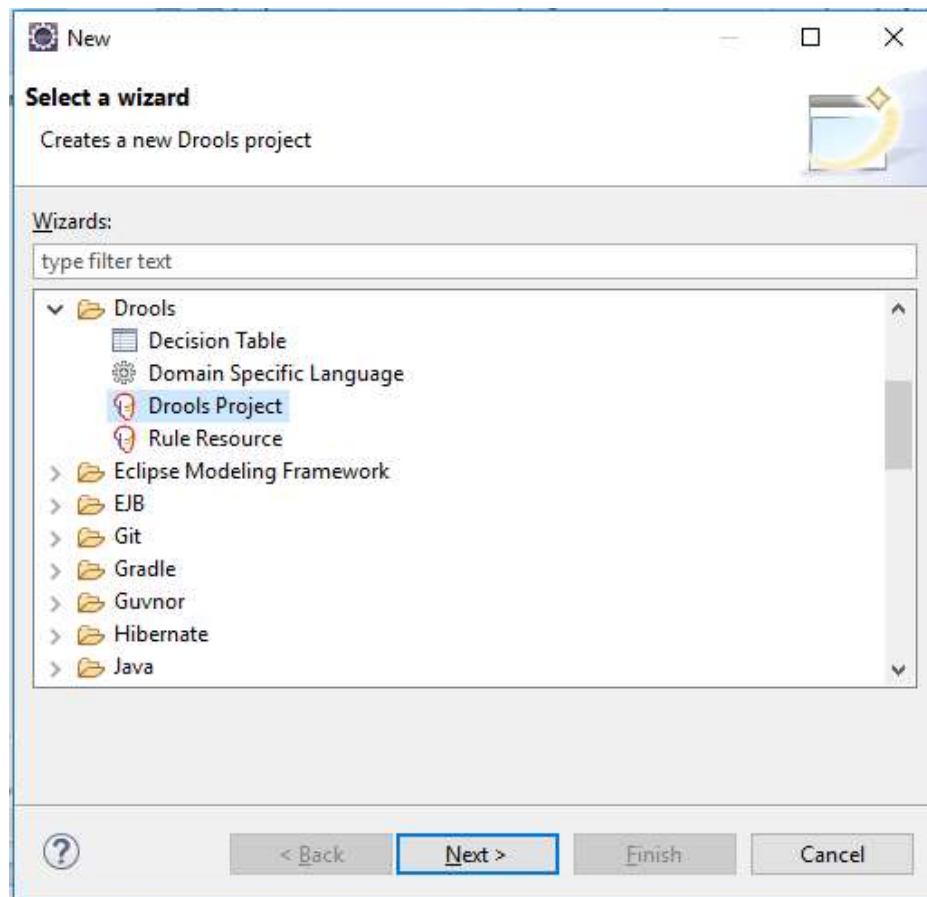 New
Select a wizard
Creates a new Drools project
Wizards:
type filter text
Drools
Decision Table
Domain Specific Language
Drools Project
Rule Resource
Eclipse Modeling Framework
EJB
Git
Gradle
Guvnor
Hibernate
Java
? < Back Next > Finish Cancel